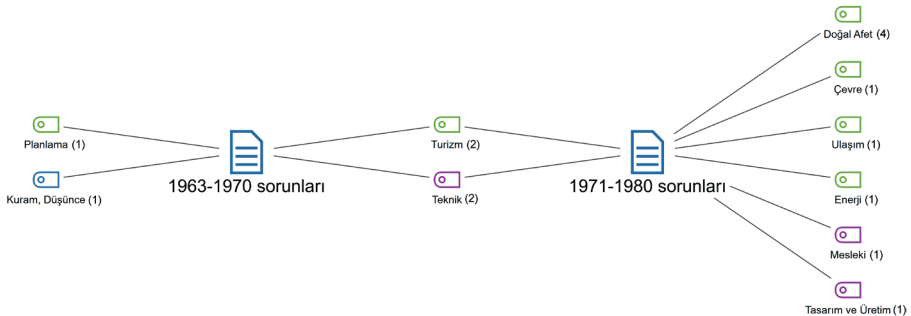 Doğal Afet (4)
Çevre (1)
Planlama (1)
Turizm (2)
Ulaşım (1)
1963-1970 sorunları
1971-1980 sorunları
Kuram, Düşünce (1)
Teknik (2)
Enerji (1)
Mesleki (1)
Tasarım ve Üretim (1)